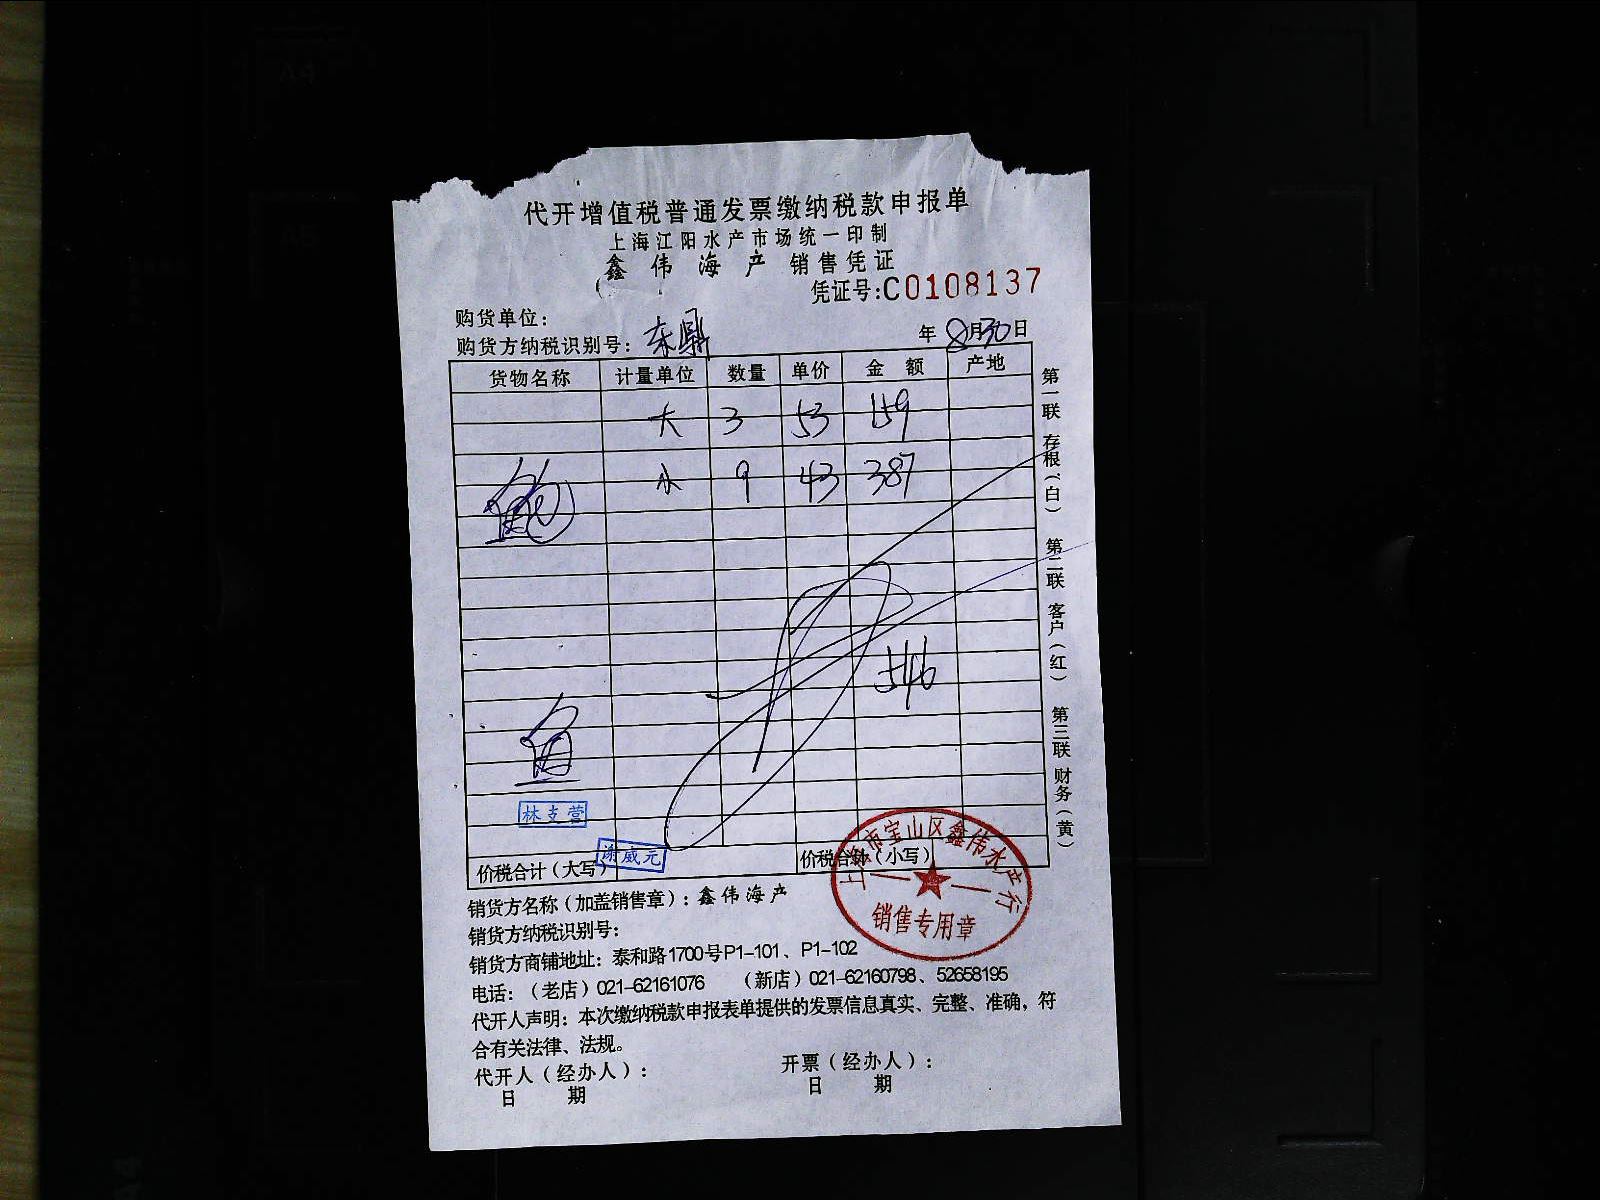 代开增值税普通发票缴纳税款申报单
上海江阳水产市场统一印制
鑫伟海产 销售凭证
凭证号:C0108137
购货单位：
购货方纳税识别号：东鼎 年8月30日
货物名称 计量单位 数量 单价 金额 产地
大 3 53 159
鲍 小 9 43 387
546
林支营
谢威元
价税合计（大写） 价税合计（小写）
上海市宝山区鑫伟水产行
销售专用章
销货方名称（加盖销售章）：鑫伟海产
销货方纳税识别号：
销货方商铺地址：泰和路1700号P1-101、P1-102
电话：（老店）021-62161076 （新店）021-62160798、52658195
代开人声明：本次缴纳税款申报表单提供的发票信息真实、完整、准确，符
合有关法律、法规。
代开人（经办人）： 开票（经办人）：
日 期 日 期
第一联 存根（白） 第二联 客户（红） 第三联 财务（黄）